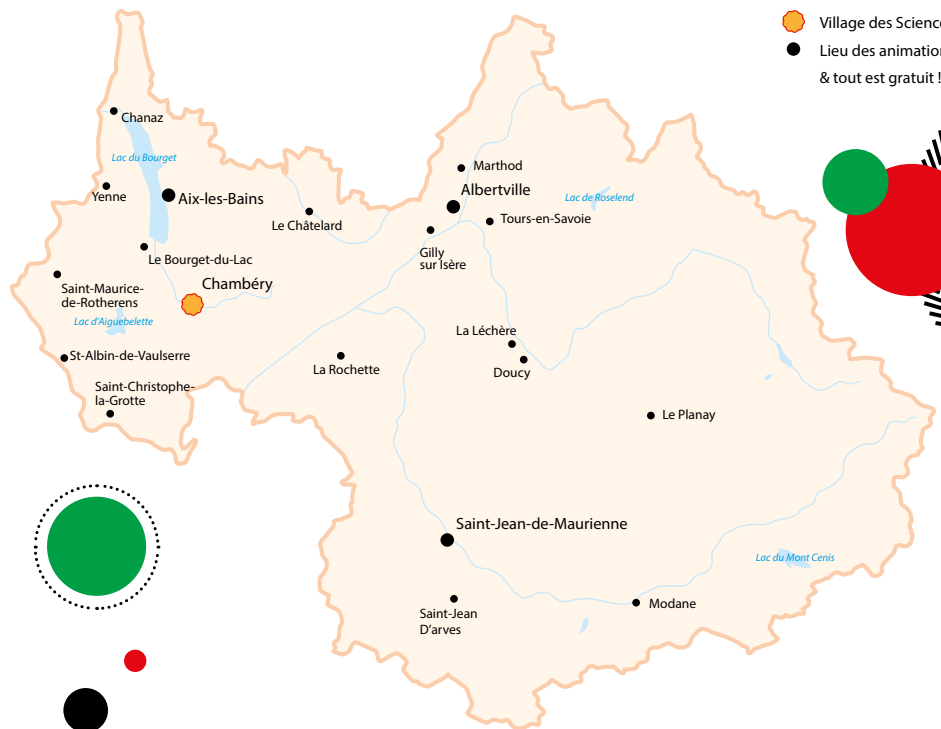 Village des Science
Lieu des animation
& tout est gratuit !
Chanaz
Lac du Bourget
Marthod
Yenne
Aix-les-Bains
Albertville
Lac de Roselend
Le Châtelard
Tours-en-Savoie
Gilly
sur Isère
Le Bourget-du-Lac
Chambéry
Saint-Maurice-
de-Rotherens
Lac d'Aiguebelette
La Léchère
St-Albin-de-Vaulserre
La Rochette
Doucy
Saint-Christophe-
la-Grotte
Le Planay
Saint-Jean-de-Maurienne
Lac du Mont Cenis
Saint-Jean
D'arves
Modane